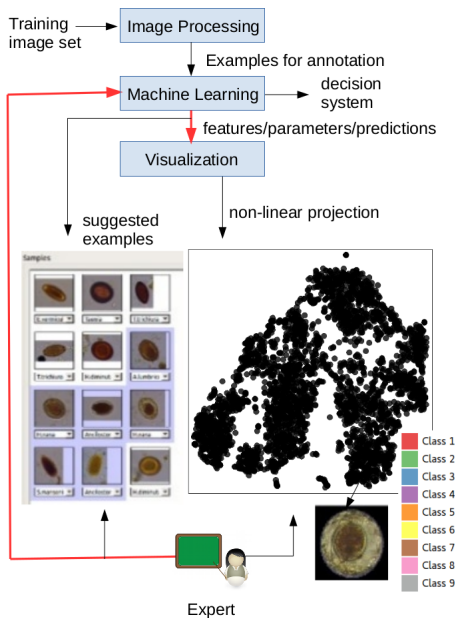 Training
image set
Image Processing
Examples for annotation
Machine Learning
decision
system
features/parameters/predictions
Visualization
non-linear projection
suggested
examples
Samples
Class 1
Class 2
Class 3
Class 4
Class 5
Class 6
Class 7
Class 8
Class 9
Expert